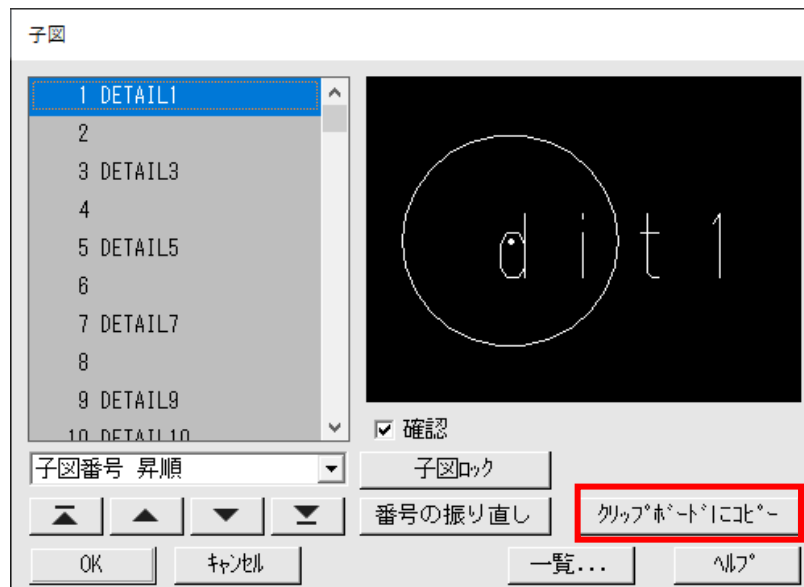 子図
1 DETAIL1
2
3 DETAIL3
4
5 DETAIL5
6
7 DETAIL7
8
9 DETAIL9
10 DETAIL10
dit1
確認
子図番号 昇順
子図ﾛｯｸ
番号の振り直し
ｸﾘｯﾌﾟﾎﾞｰﾄﾞにｺﾋﾟｰ
OK
ｷｬﾝｾﾙ
一覧...
ﾍﾙﾌﾟ